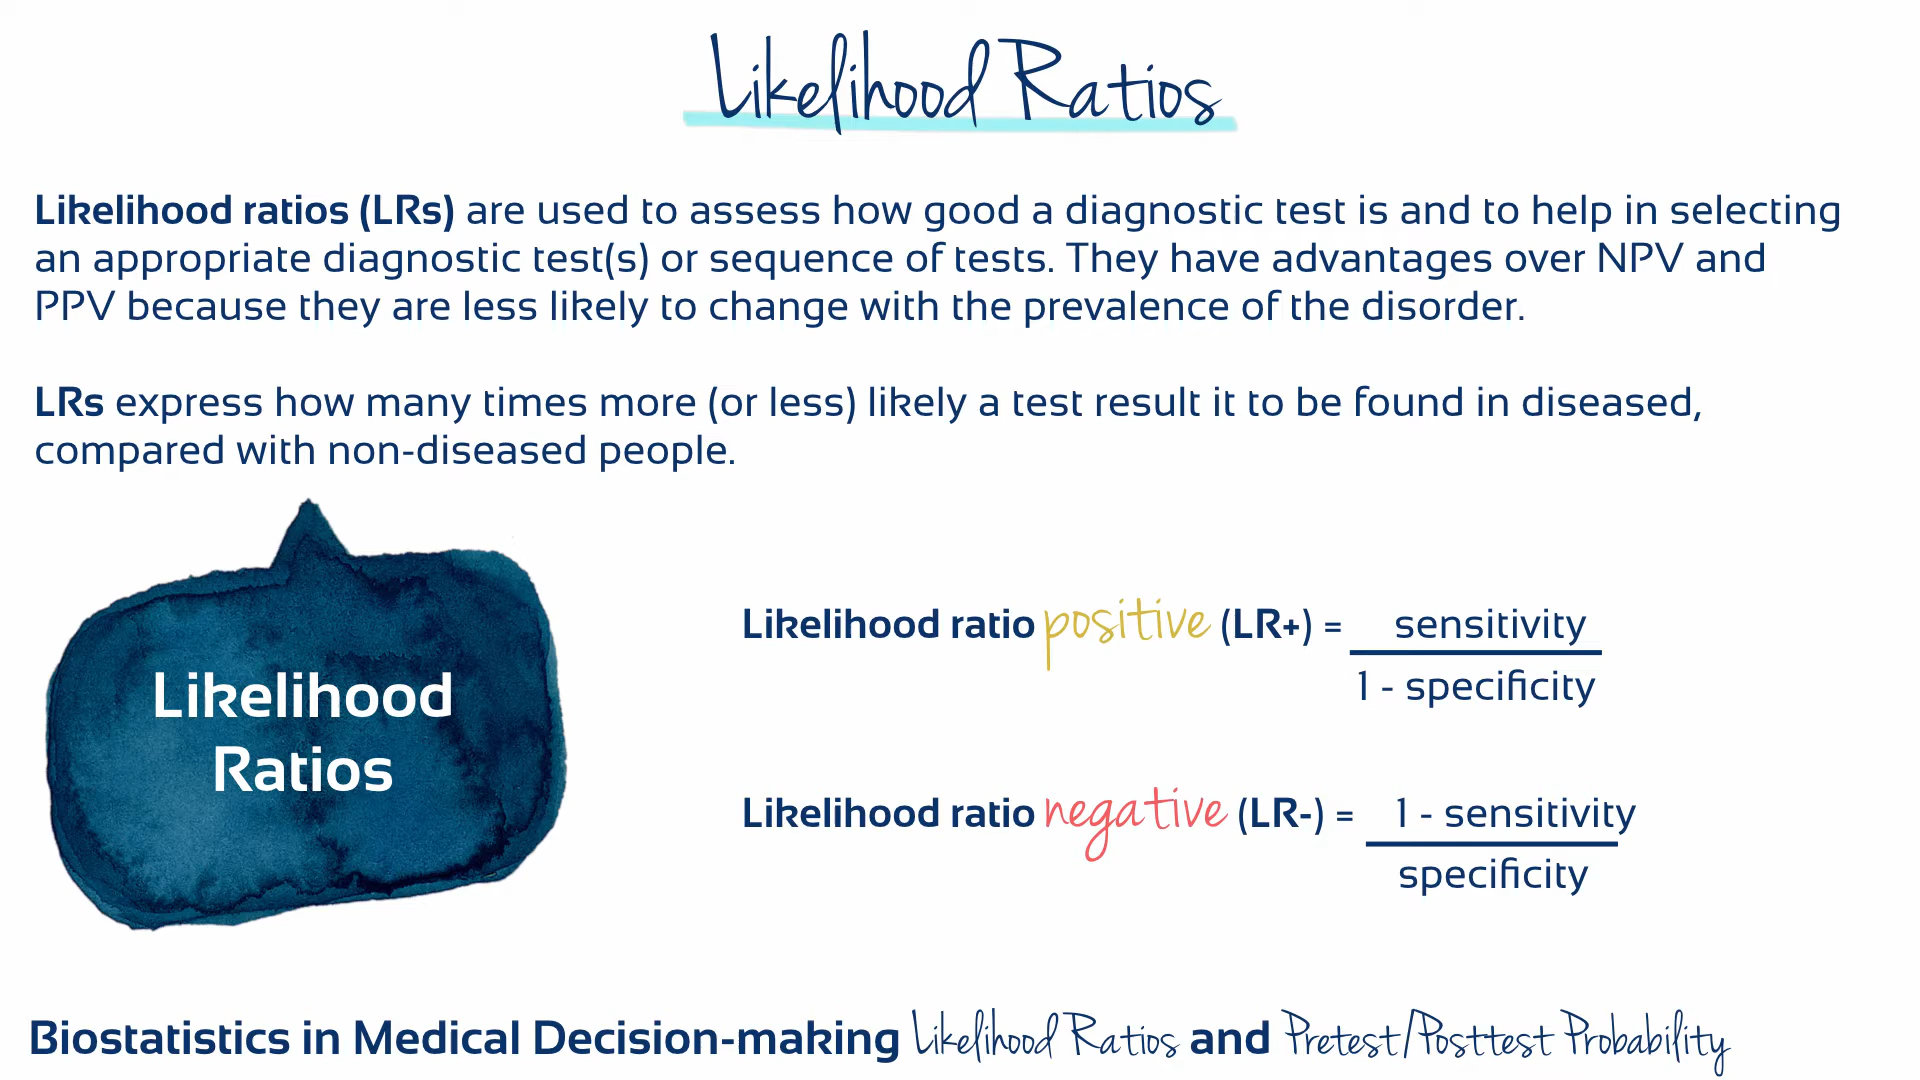 Likelihood Ratios
Likelihood ratios (LRs) are used to assess how good a diagnostic test is and to help in selecting
an appropriate diagnostic test(s) or sequence of tests. They have advantages over NPV and
PPV because they are less likely to change with the prevalence of the disorder.
LRs express how many times more (or less) likely a test result it to be found in diseased,
compared with non-diseased people.
Likelihood
Ratios
Likelihood ratio positive (LR+) = sensitivity
1 - specificity
Likelihood ratio negative (LR-) = 1 - sensitivity
specificity
Biostatistics in Medical Decision-making Likelihood Ratios and Pretest/Posttest Probability